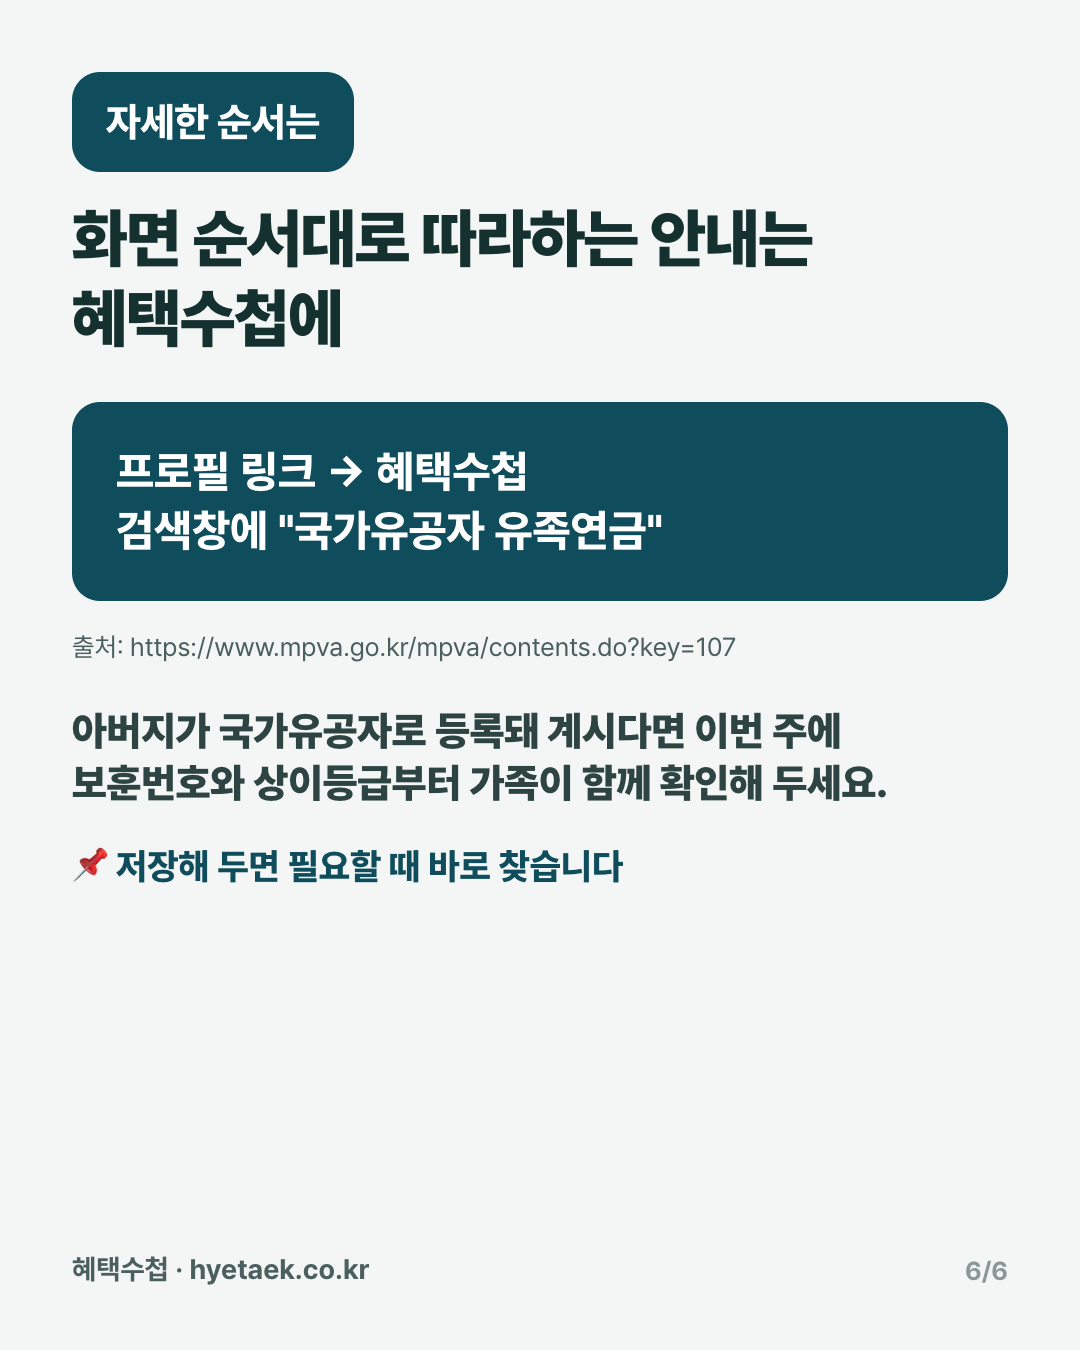 자세한 순서는
화면 순서대로 따라하는 안내는
혜택수첩에
프로필 링크 → 혜택수첩
검색창에 "국가유공자 유족연금"
출처: https://www.mpva.go.kr/mpva/contents.do?key=107
아버지가 국가유공자로 등록돼 계시다면 이번 주에
보훈번호와 상이등급부터 가족이 함께 확인해 두세요.
📌 저장해 두면 필요할 때 바로 찾습니다
혜택수첩 · hyetaek.co.kr
6/6